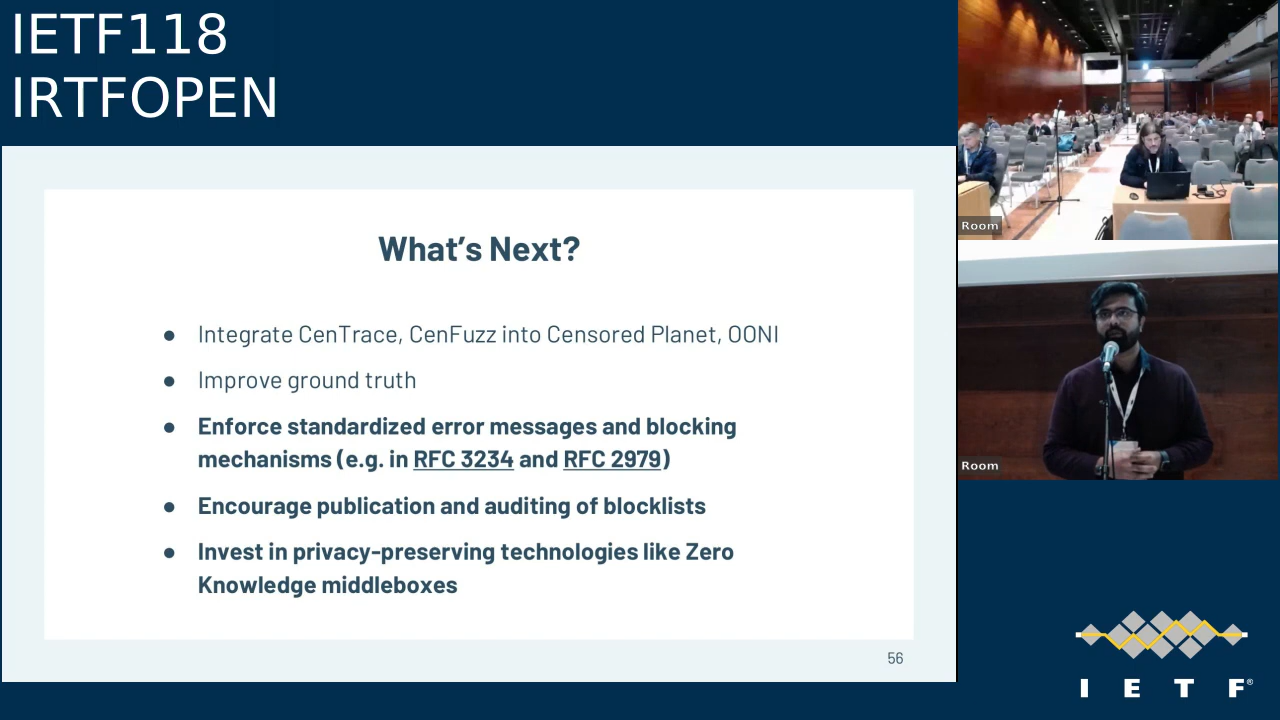 IETF118
IRTFOPEN
What’s Next?
● Integrate CenTrace, CenFuzz into Censored Planet, OONI
● Improve ground truth
● Enforce standardized error messages and blocking
mechanisms (e.g. in RFC 3234 and RFC 2979)
● Encourage publication and auditing of blocklists
● Invest in privacy-preserving technologies like Zero
Knowledge middleboxes
56
Room
Room
I E T F®